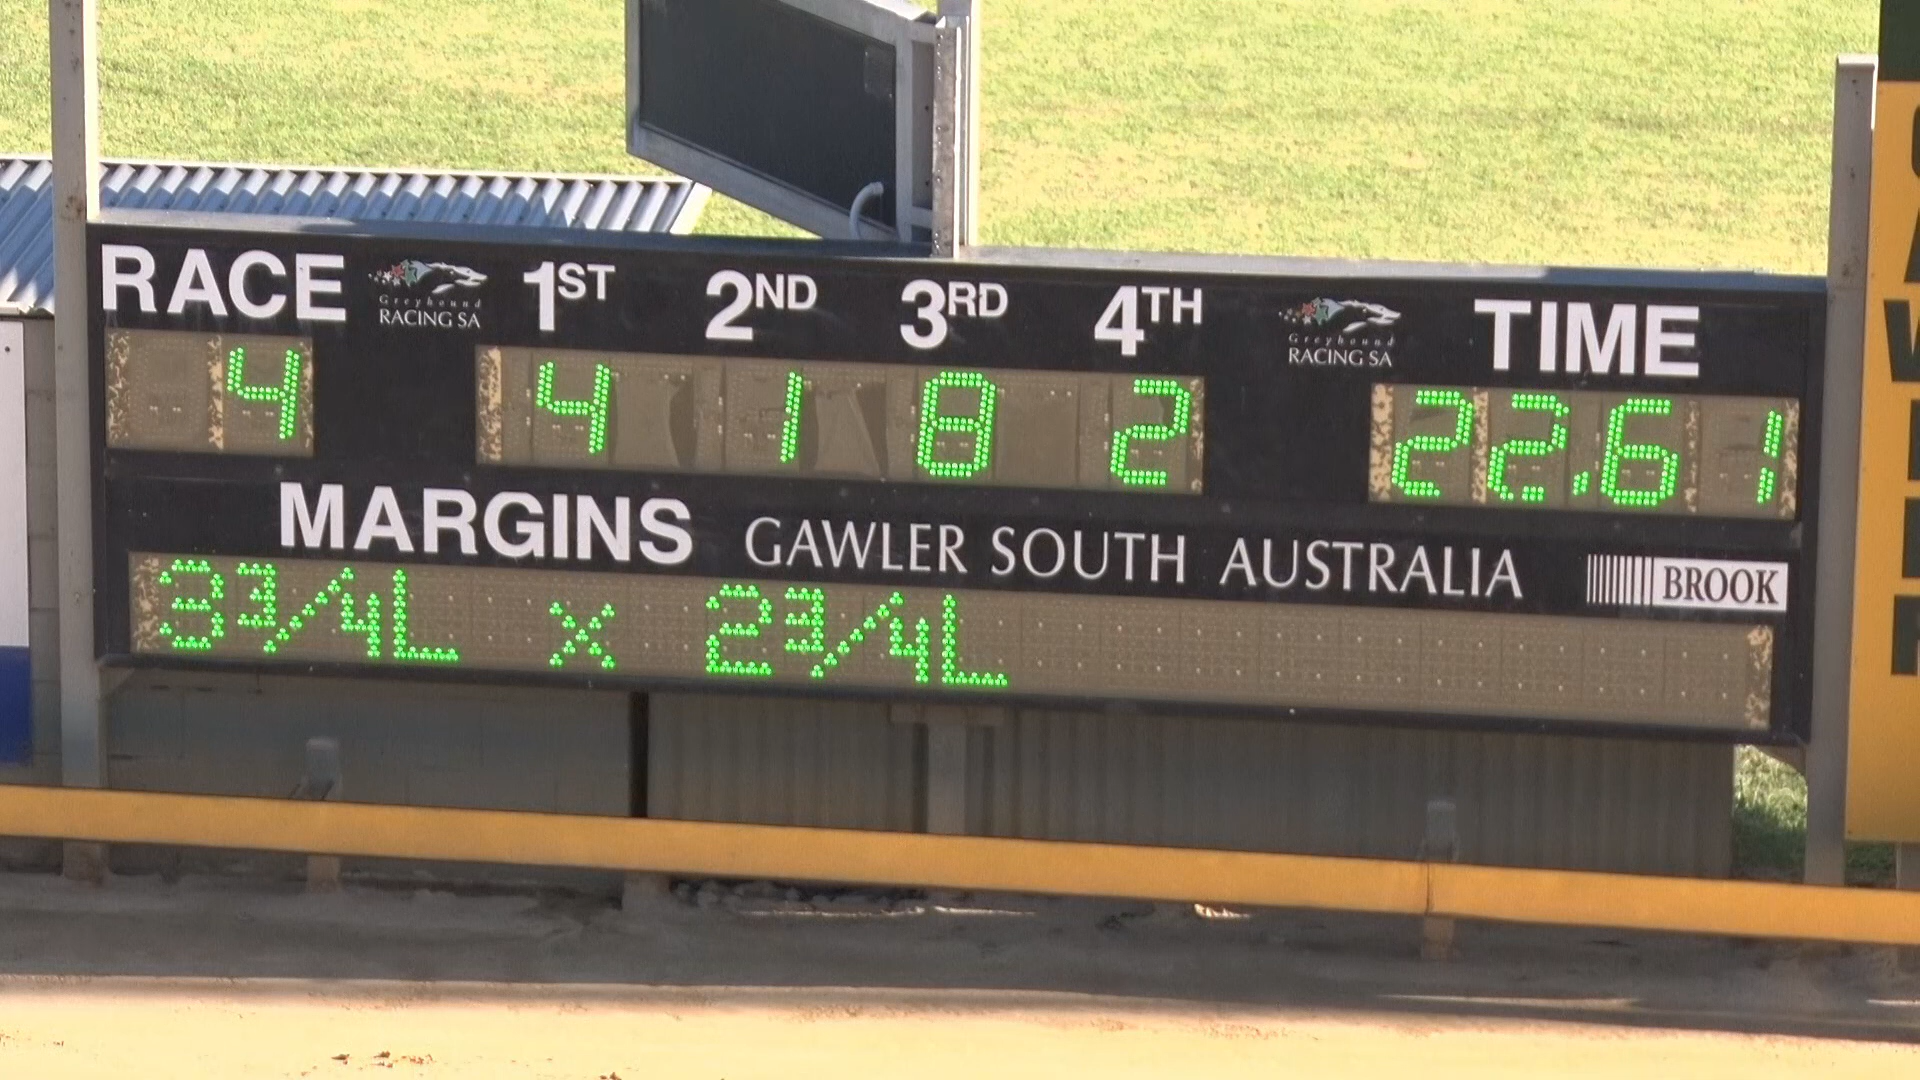 RACE Greyhound RACING SA 1ST 2ND 3RD 4TH Greyhound RACING SA TIME
4 4 1 8 2 22.61
MARGINS GAWLER SOUTH AUSTRALIA BROOK
3 3/4L x 2 3/4L